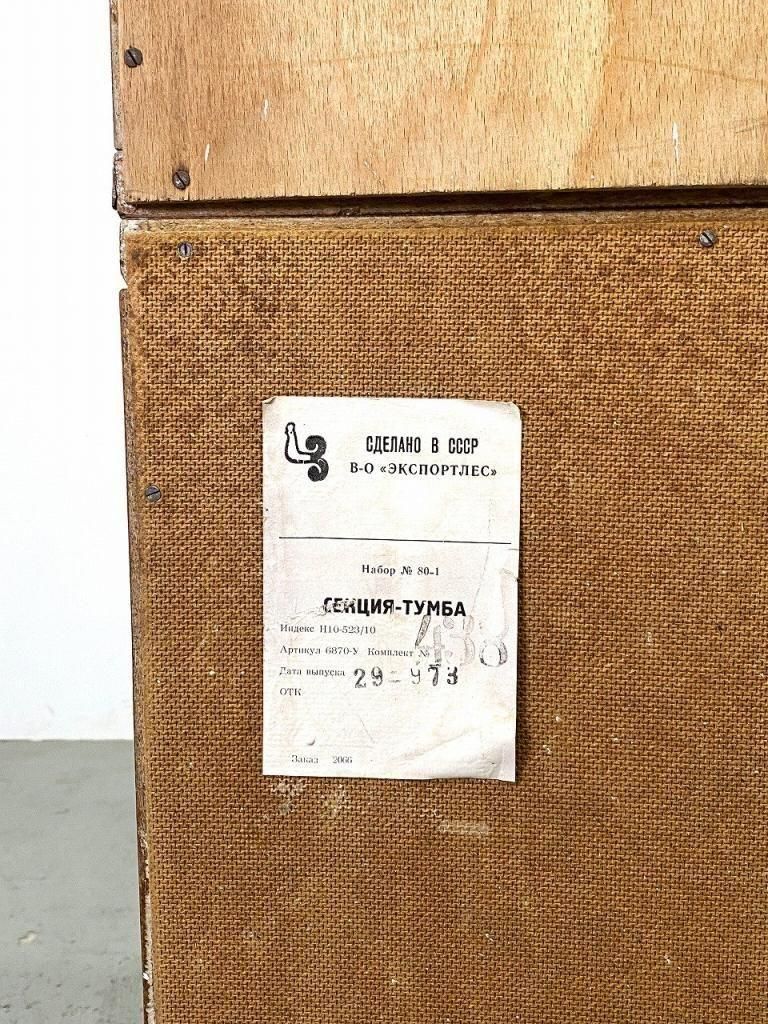 СДЕЛАНО В СССР
В-О «ЭКСПОРТЛЕС»
Набор № 80-1
СЕКЦИЯ-ТУМБА
Индекс Н10-523/10
Артикул 6870-У Комплект №
Дата выпуска 29-973
ОТК
Заказ 2066